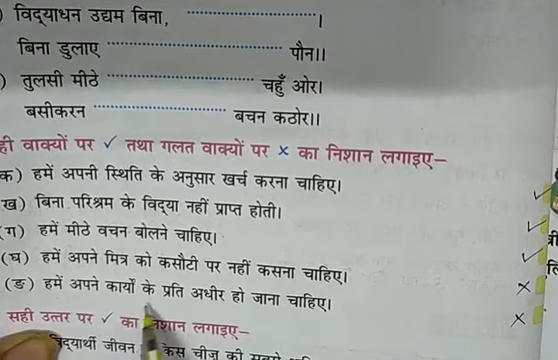 ) विद्याधन उद्यम बिना, ........................................ ।
बिना डुलाए ........................................ पौन।।
) तुलसी मीठे ........................................ चहुँ ओर।
बसीकरन ........................................ बचन कठोर।।
ही वाक्यों पर ✓ तथा गलत वाक्यों पर × का निशान लगाइए–
क) हमें अपनी स्थिति के अनुसार खर्च करना चाहिए। ✓
ख) बिना परिश्रम के विद्या नहीं प्राप्त होती। ✓
(ग) हमें मीठे वचन बोलने चाहिए। ✓
(घ) हमें अपने मित्र को कसौटी पर नहीं कसना चाहिए। ×
(ङ) हमें अपने कार्यों के प्रति अधीर हो जाना चाहिए। ×
सही उत्तर पर ✓ का निशान लगाइए–
विद्यार्थी जीवन किस चीज़ की सबसे